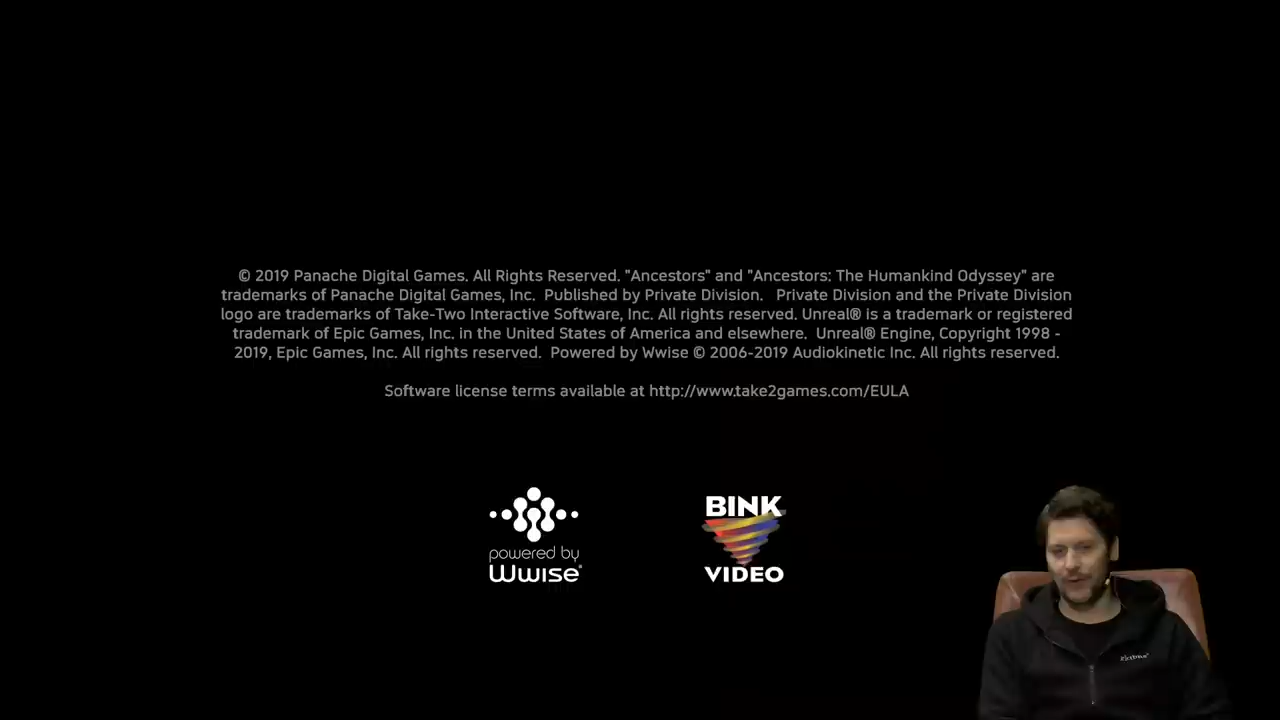 © 2019 Panache Digital Games. All Rights Reserved. "Ancestors" and "Ancestors: The Humankind Odyssey" are
trademarks of Panache Digital Games, Inc.  Published by Private Division.   Private Division and the Private Division
logo are trademarks of Take-Two Interactive Software, Inc. All rights reserved. Unreal® is a trademark or registered
trademark of Epic Games, Inc. in the United States of America and elsewhere.  Unreal® Engine, Copyright 1998 -
2019, Epic Games, Inc. All rights reserved.  Powered by Wwise © 2006-2019 Audiokinetic Inc. All rights reserved.
Software license terms available at http://www.take2games.com/EULA
powered by
Wwise®
BINK
VIDEO